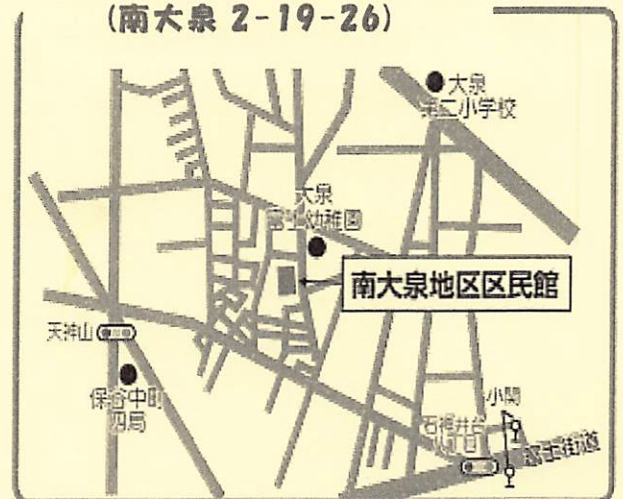 (南大泉 2-19-26)
大泉
第二小学校
大泉
富士幼稚園
南大泉地区区民館
天神山
保谷中町
四局
小関
石神井台
八丁目
富士街道